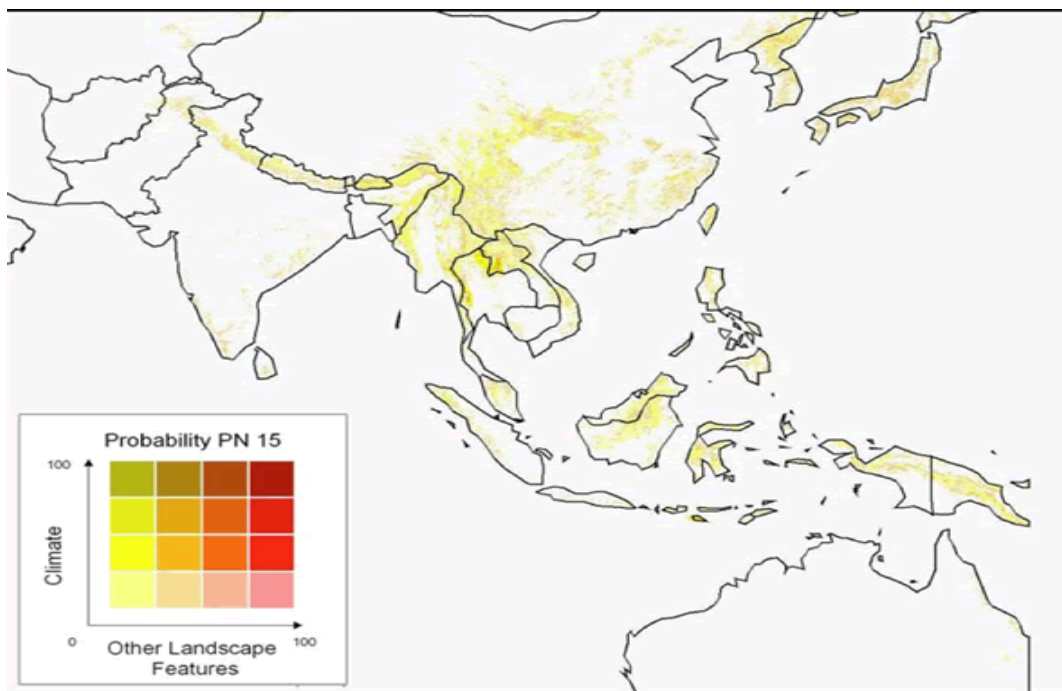 Probability PN 15
100
Climate
0
100
Other Landscape
Features